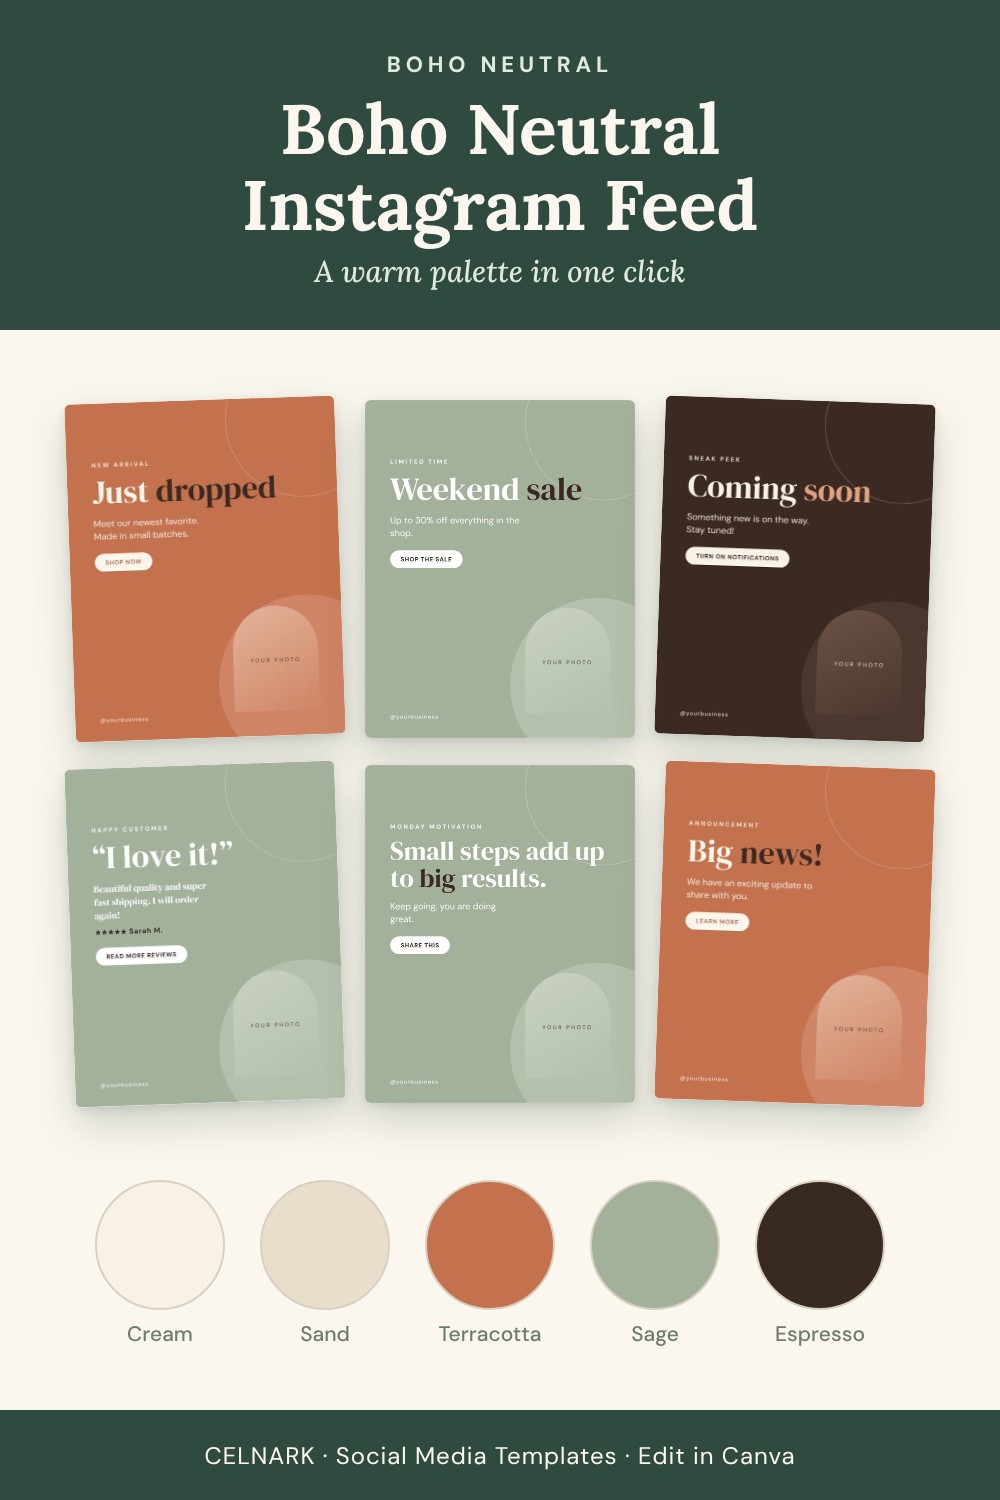 BOHO NEUTRAL
Boho Neutral
Instagram Feed
A warm palette in one click
NEW ARRIVAL
Just dropped
Meet our newest favorite.
Made in small batches.
SHOP NOW
YOUR PHOTO
@yourbusiness
LIMITED TIME
Weekend sale
Up to 30% off everything in the
shop.
SHOP THE SALE
YOUR PHOTO
@yourbusiness
SNEAK PEEK
Coming soon
Something new is on the way.
Stay tuned!
TURN ON NOTIFICATIONS
YOUR PHOTO
@yourbusiness
HAPPY CUSTOMER
“I love it!”
Beautiful quality and super
fast shipping. I will order
again!
★★★★★ Sarah M.
READ MORE REVIEWS
YOUR PHOTO
@yourbusiness
MONDAY MOTIVATION
Small steps add up
to big results.
Keep going, you are doing
great.
SHARE THIS
YOUR PHOTO
@yourbusiness
ANNOUNCEMENT
Big news!
We have an exciting update to
share with you.
LEARN MORE
YOUR PHOTO
@yourbusiness
Cream
Sand
Terracotta
Sage
Espresso
CELNARK · Social Media Templates · Edit in Canva